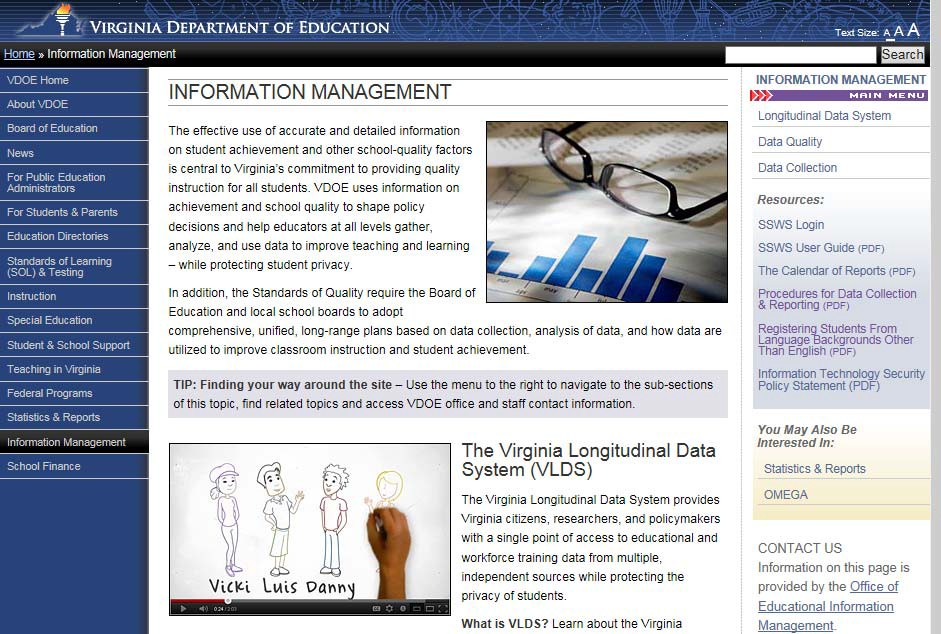 VIRGINIA DEPARTMENT OF EDUCATION
Text Size: A A A
Home » Information Management
Search
VDOE Home
About VDOE
Board of Education
News
For Public Education
Administrators
For Students & Parents
Education Directories
Standards of Learning
(SOL) & Testing
Instruction
Special Education
Student & School Support
Teaching in Virginia
Federal Programs
Statistics & Reports
Information Management
School Finance
INFORMATION MANAGEMENT
The effective use of accurate and detailed information
on student achievement and other school-quality factors
is central to Virginia's commitment to providing quality
instruction for all students. VDOE uses information on
achievement and school quality to shape policy
decisions and help educators at all levels gather,
analyze, and use data to improve teaching and learning
– while protecting student privacy.
In addition, the Standards of Quality require the Board of
Education and local school boards to adopt
comprehensive, unified, long-range plans based on data collection, analysis of data, and how data are
utilized to improve classroom instruction and student achievement.
TIP: Finding your way around the site – Use the menu to the right to navigate to the sub-sections
of this topic, find related topics and access VDOE office and staff contact information.
Vicki Luis Danny
0:24 / 2:03
The Virginia Longitudinal Data
System (VLDS)
The Virginia Longitudinal Data System provides
Virginia citizens, researchers, and policymakers
with a single point of access to educational and
workforce training data from multiple,
independent sources while protecting the
privacy of students.
What is VLDS? Learn about the Virginia
INFORMATION MANAGEMENT
MAIN MENU
Longitudinal Data System
Data Quality
Data Collection
Resources:
SSWS Login
SSWS User Guide (PDF)
The Calendar of Reports (PDF)
Procedures for Data Collection
& Reporting (PDF)
Registering Students From
Language Backgrounds Other
Than English (PDF)
Information Technology Security
Policy Statement (PDF)
You May Also Be
Interested In:
Statistics & Reports
OMEGA
CONTACT US
Information on this page is
provided by the Office of
Educational Information
Management.